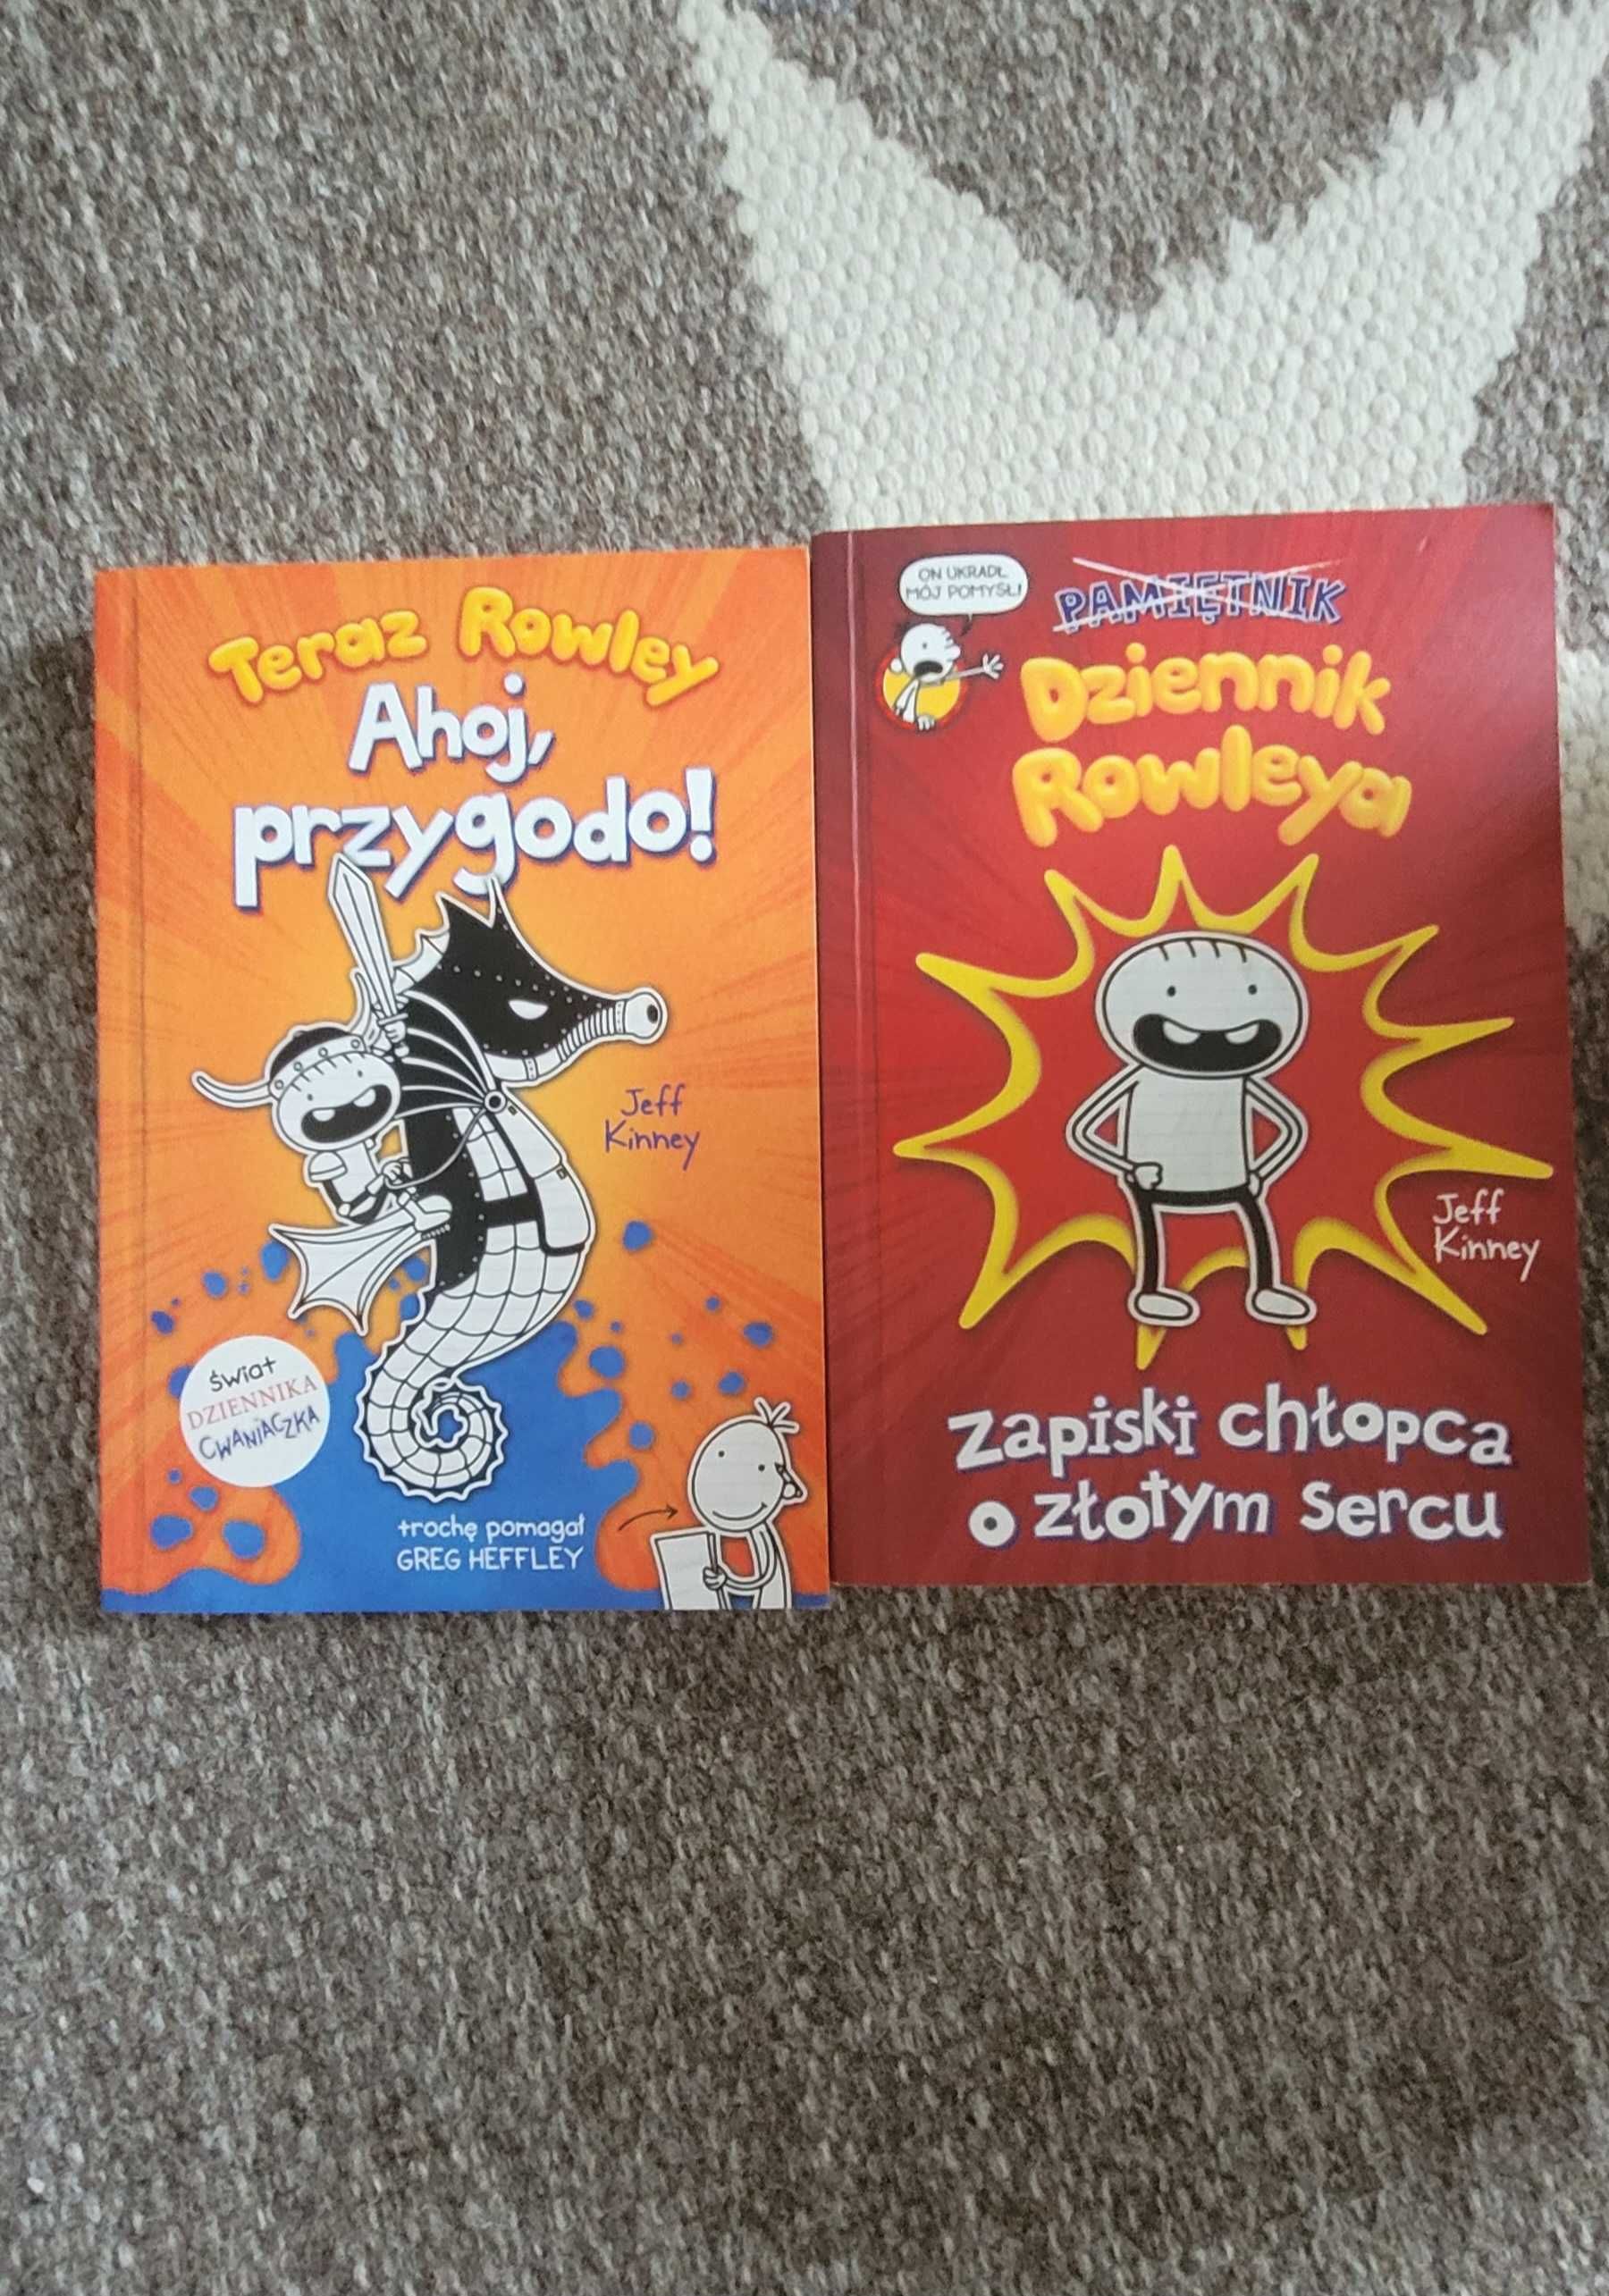 Teraz Rowley
Ahoj,
przygodo!
Jeff
Kinney
świat
DZIENNIKA
CWANIACZKA
trochę pomagał
GREG HEFFLEY
ON UKRADŁ
MÓJ POMYSŁ!
PAMIĘTNIK
Dziennik
Rowleya
Jeff
Kinney
zapiski chłopca
o złotym sercu